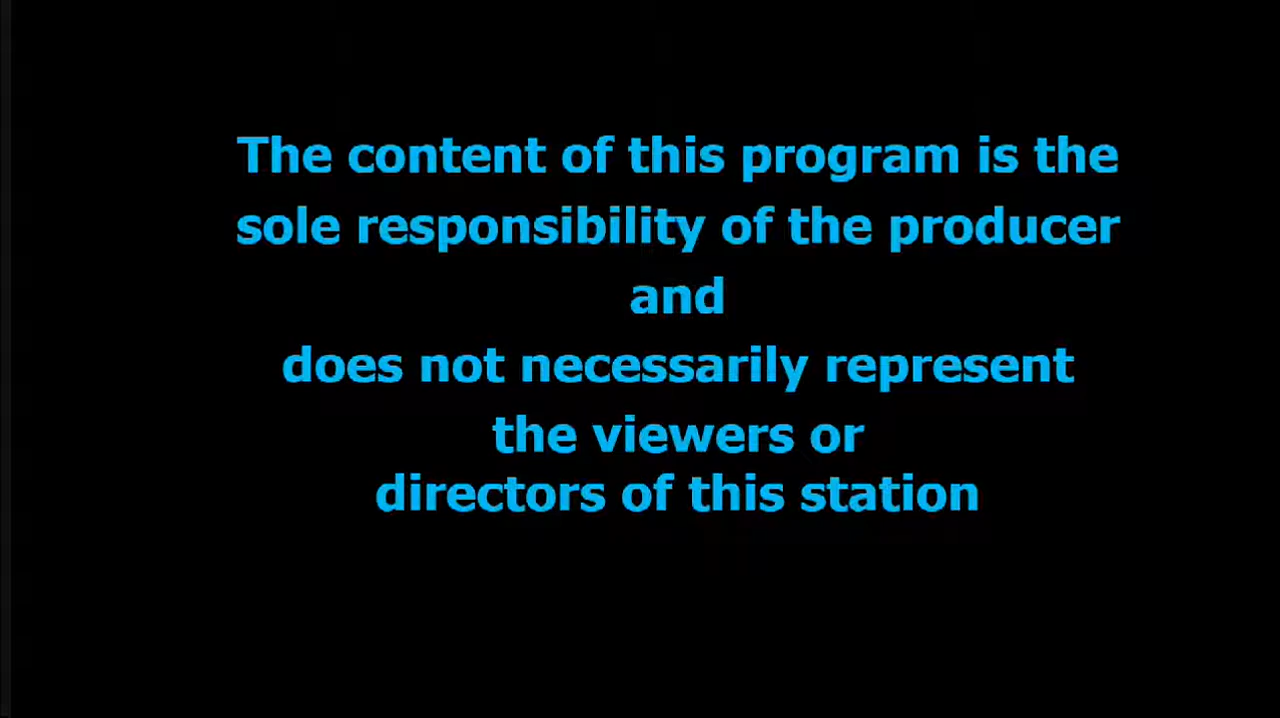 The content of this program is the
sole responsibility of the producer
and
does not necessarily represent
the viewers or
directors of this station